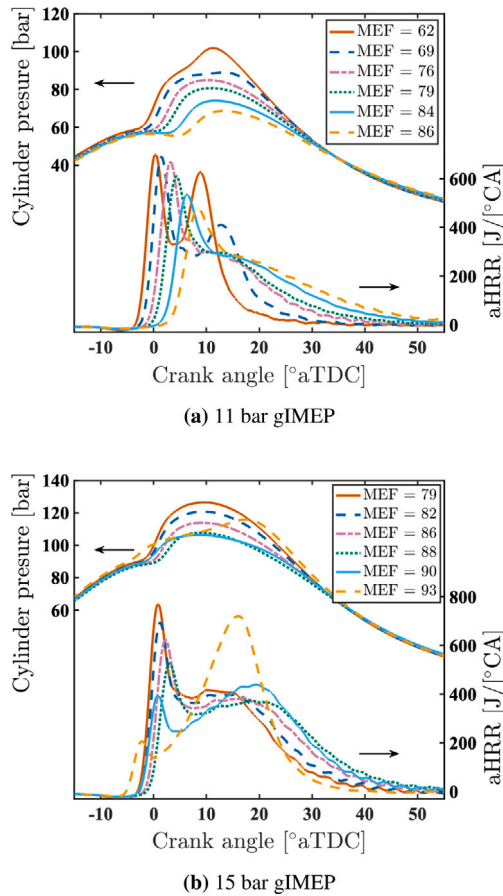 Cylinder presure [bar]
120
100
80
60
40
MEF = 62
MEF = 69
MEF = 76
MEF = 79
MEF = 84
MEF = 86
600
400
200
0
aHRR [J/[°CA]
-10 0 10 20 30 40 50
Crank angle [°aTDC]
(a) 11 bar gIMEP
Cylinder presure [bar]
140
120
100
80
60
MEF = 79
MEF = 82
MEF = 86
MEF = 88
MEF = 90
MEF = 93
800
600
400
200
0
aHRR [J/[°CA]
-10 0 10 20 30 40 50
Crank angle [°aTDC]
(b) 15 bar gIMEP